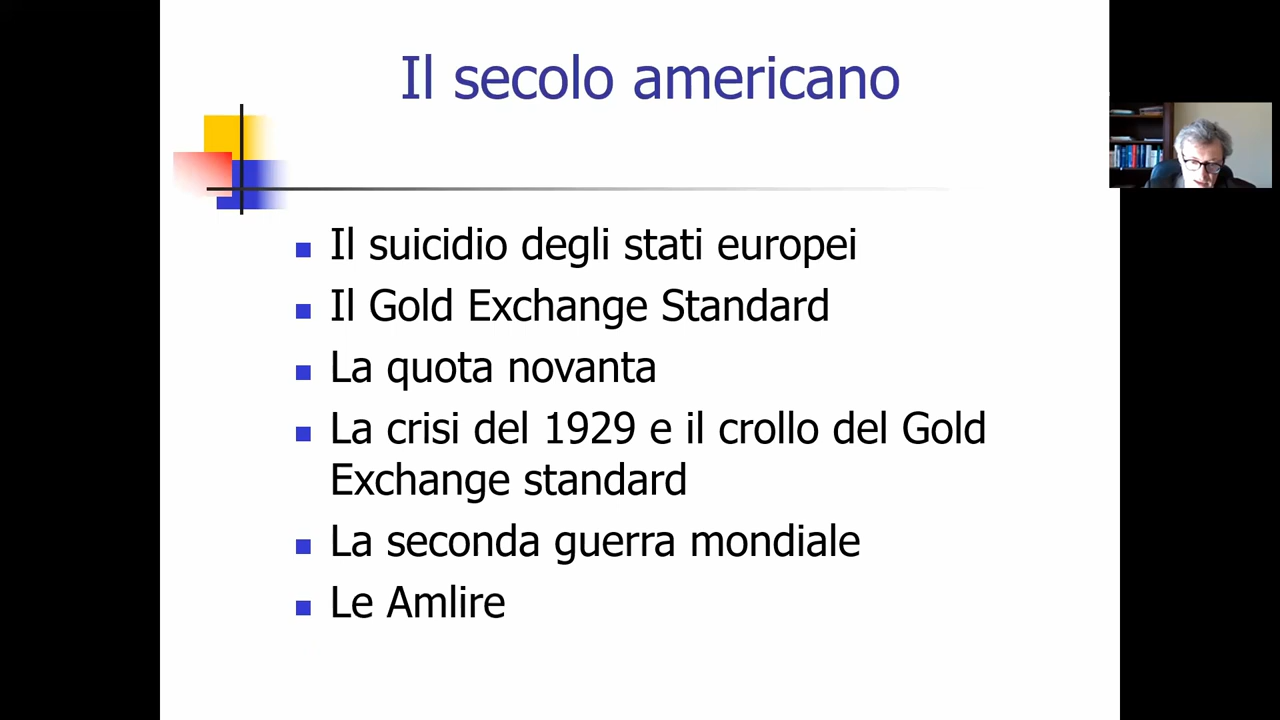 Il secolo americano
Il suicidio degli stati europei
Il Gold Exchange Standard
La quota novanta
La crisi del 1929 e il crollo del Gold
Exchange standard
La seconda guerra mondiale
Le Amlire